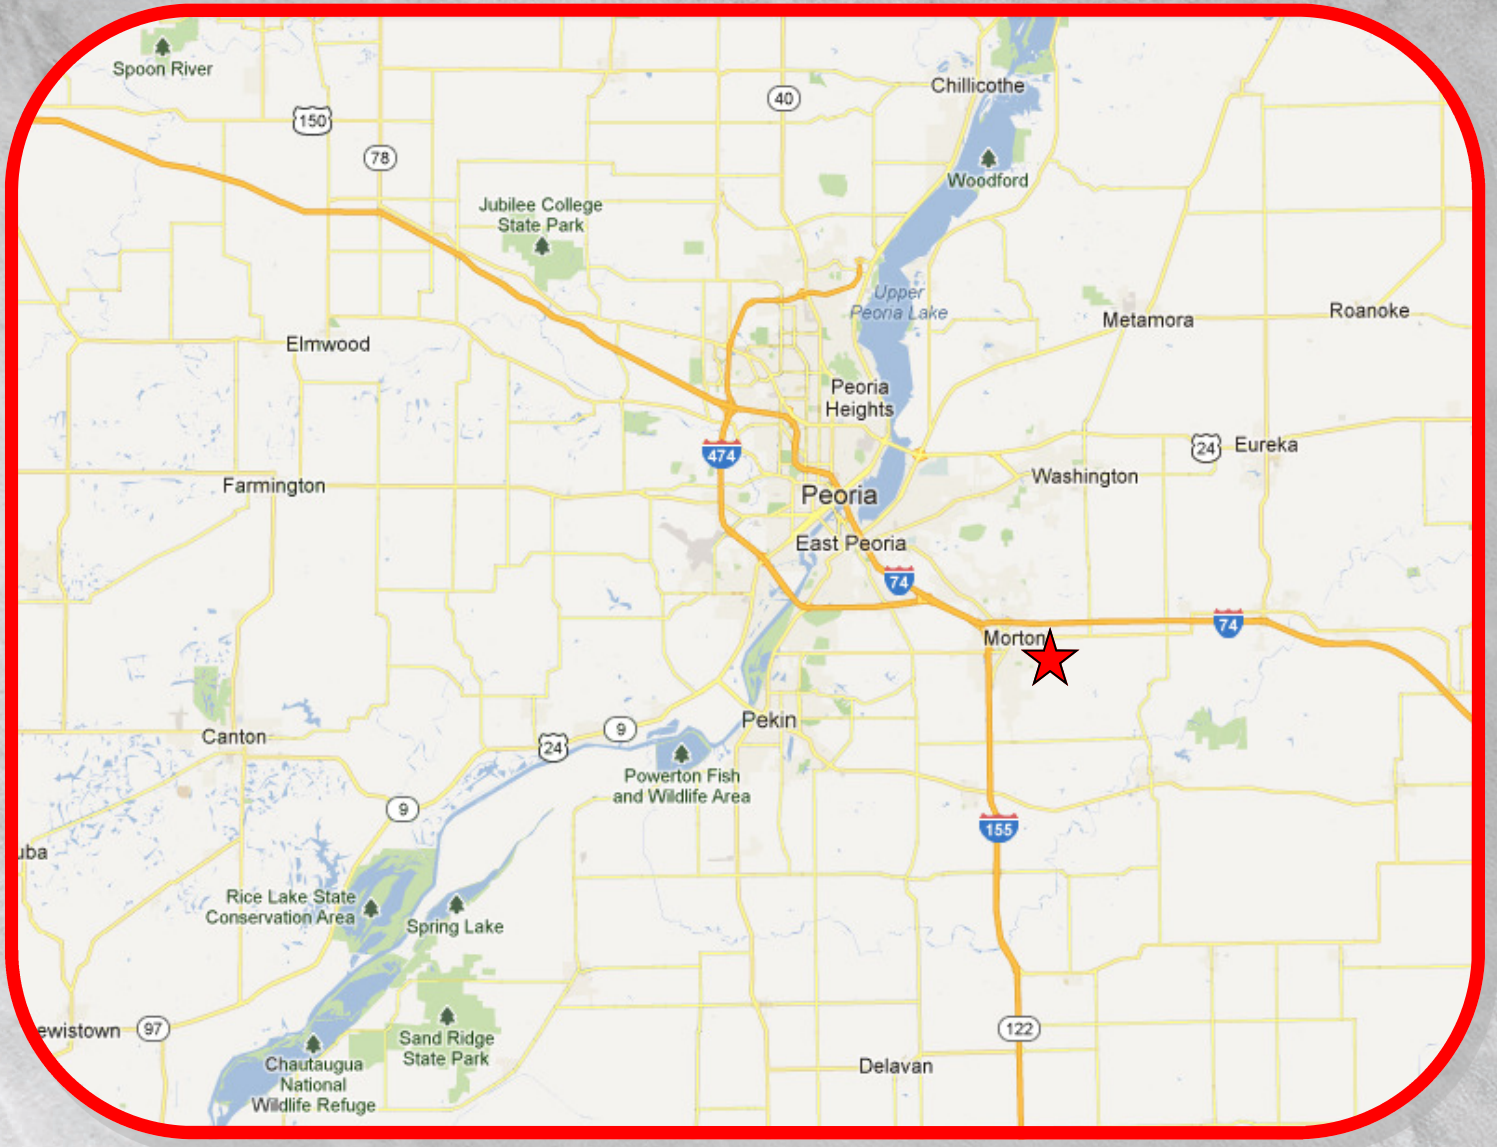 Spoon River
Chillicothe
40
150
78
Woodford
Jubilee College
State Park
Upper
Peoria Lake
Metamora
Roanoke
Elmwood
Peoria
Heights
474
24
Eureka
Washington
Farmington
Peoria
East Peoria
74
74
Morton
Pekin
9
24
Canton
Powerton Fish
and Wildlife Area
9
155
uba
Rice Lake State
Conservation Area
Spring Lake
ewistown
97
Sand Ridge
State Park
122
Chautaugua
National
Wildlife Refuge
Delavan